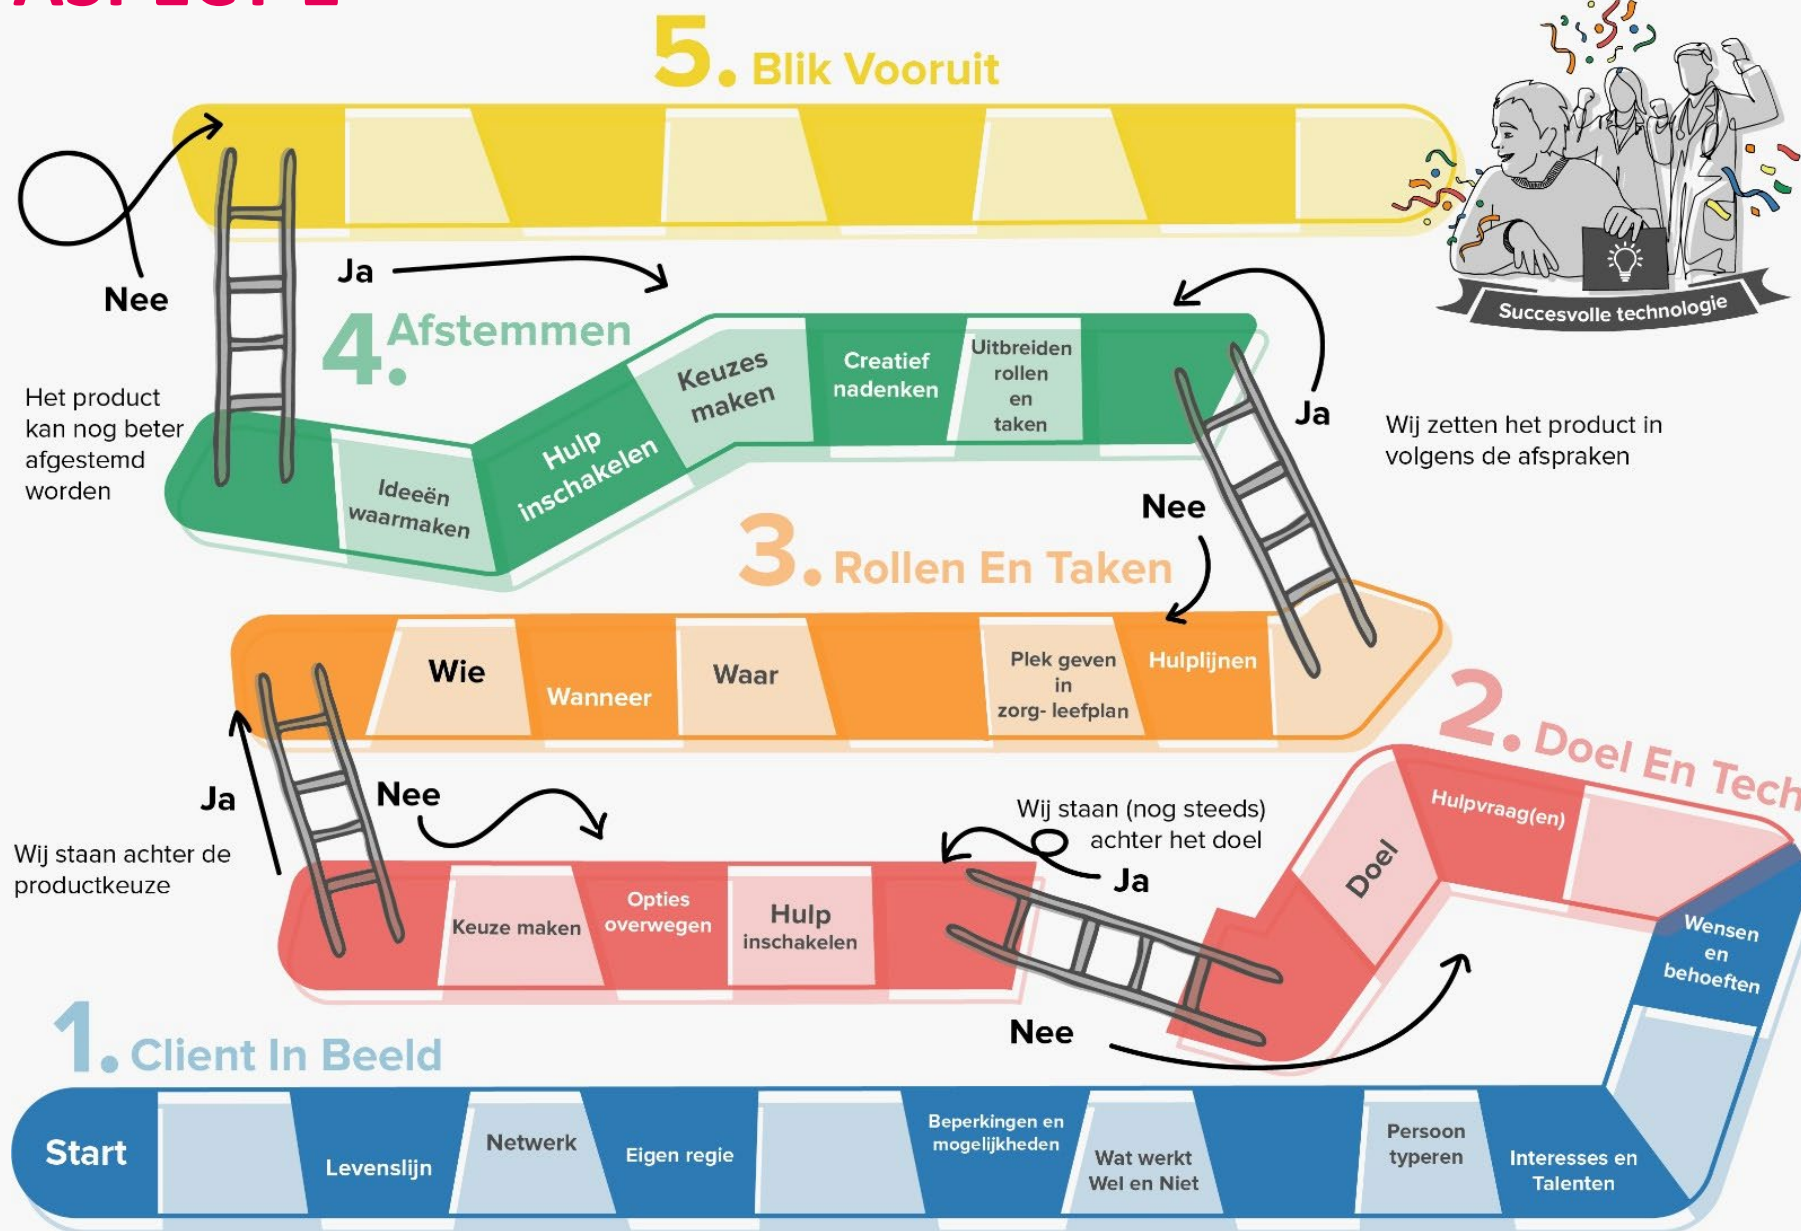 5. Blik Vooruit
Nee
Ja
Succesvolle technologie
4. Afstemmen
Het product
kan nog beter
afgestemd
worden
Ideeën
waarmaken
Hulp
inschakelen
Keuzes
maken
Creatief
nadenken
Uitbreiden
rollen
en
taken
Ja
Wij zetten het product in
volgens de afspraken
Nee
3. Rollen En Taken
Wie
Wanneer
Waar
Plek geven
in
zorg- leefplan
Hulplijnen
2. Doel En Tech
Ja
Nee
Wij staan achter de
productkeuze
Wij staan (nog steeds)
achter het doel
Ja
Keuze maken
Opties
overwegen
Hulp
inschakelen
Nee
Doel
Hulpvraag(en)
Wensen
en
behoeften
1. Client In Beeld
Start
Levenslijn
Netwerk
Eigen regie
Beperkingen en
mogelijkheden
Wat werkt
Wel en Niet
Persoon
typeren
Interesses en
Talenten